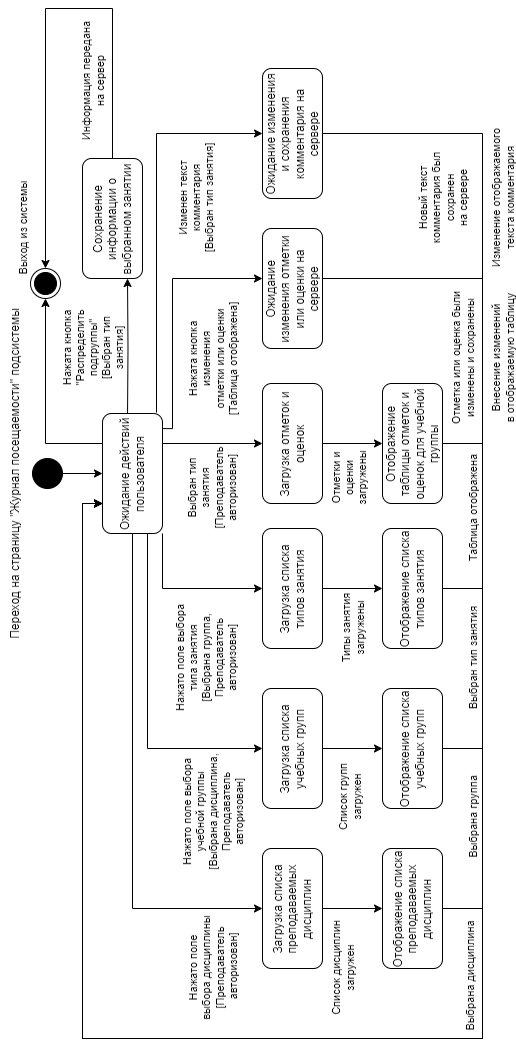 Переход на страницу "Журнал посещаемости" подсистемы
Выход из системы
Информация передана
на сервер
Нажата кнопка
"Распределить
подгруппы"
[Выбран тип
занятия]
Сохранение
информации о
выбранном занятии
Ожидание действий
пользователя
Нажато поле
выбора дисциплины
[Преподаватель
авторизован]
Нажато поле выбора
учебной группы
[Выбрана дисциплина,
Преподаватель
авторизован]
Нажато поле выбора
типа занятия
[Выбрана группа,
Преподаватель
авторизован]
Выбран тип
занятия
[Преподаватель
авторизован]
Нажата кнопка
изменения
отметки или оценки
[Таблица отображена]
Изменен текст
комментария
[Выбран тип занятия]
Загрузка списка
преподаваемых
дисциплин
Загрузка списка
учебных групп
Загрузка списка
типов занятия
Загрузка отметок и
оценок
Ожидание
изменения отметки
или оценки на
сервере
Ожидание изменения
и сохранения
комментария на
сервере
Список дисциплин
загружен
Список групп
загружен
Типы занятия
загружены
Отметки и
оценки
загружены
Отображение списка
преподаваемых
дисциплин
Отображение списка
учебных групп
Отображение списка
типов занятия
Отображение
таблицы отметок и
оценок для учебной
группы
Отметка или оценка были
изменены и сохранены
Новый текст
комментария был
сохранен
на сервере
Выбрана дисциплина
Выбрана группа
Выбран тип занятия
Таблица отображена
Внесение изменений
в отображаемую таблицу
Изменение отображаемого
текста комментария